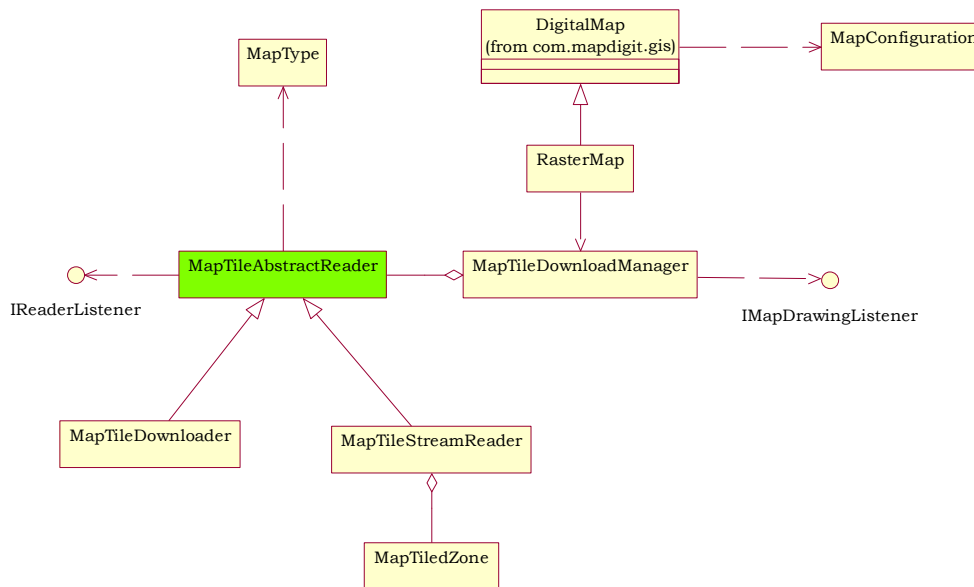 DigitalMap
(from com.mapdigit.gis)
MapConfiguration
MapType
RasterMap
MapTileAbstractReader
MapTileDownloadManager
IReaderListener
IMapDrawingListener
MapTileDownloader
MapTileStreamReader
MapTiledZone